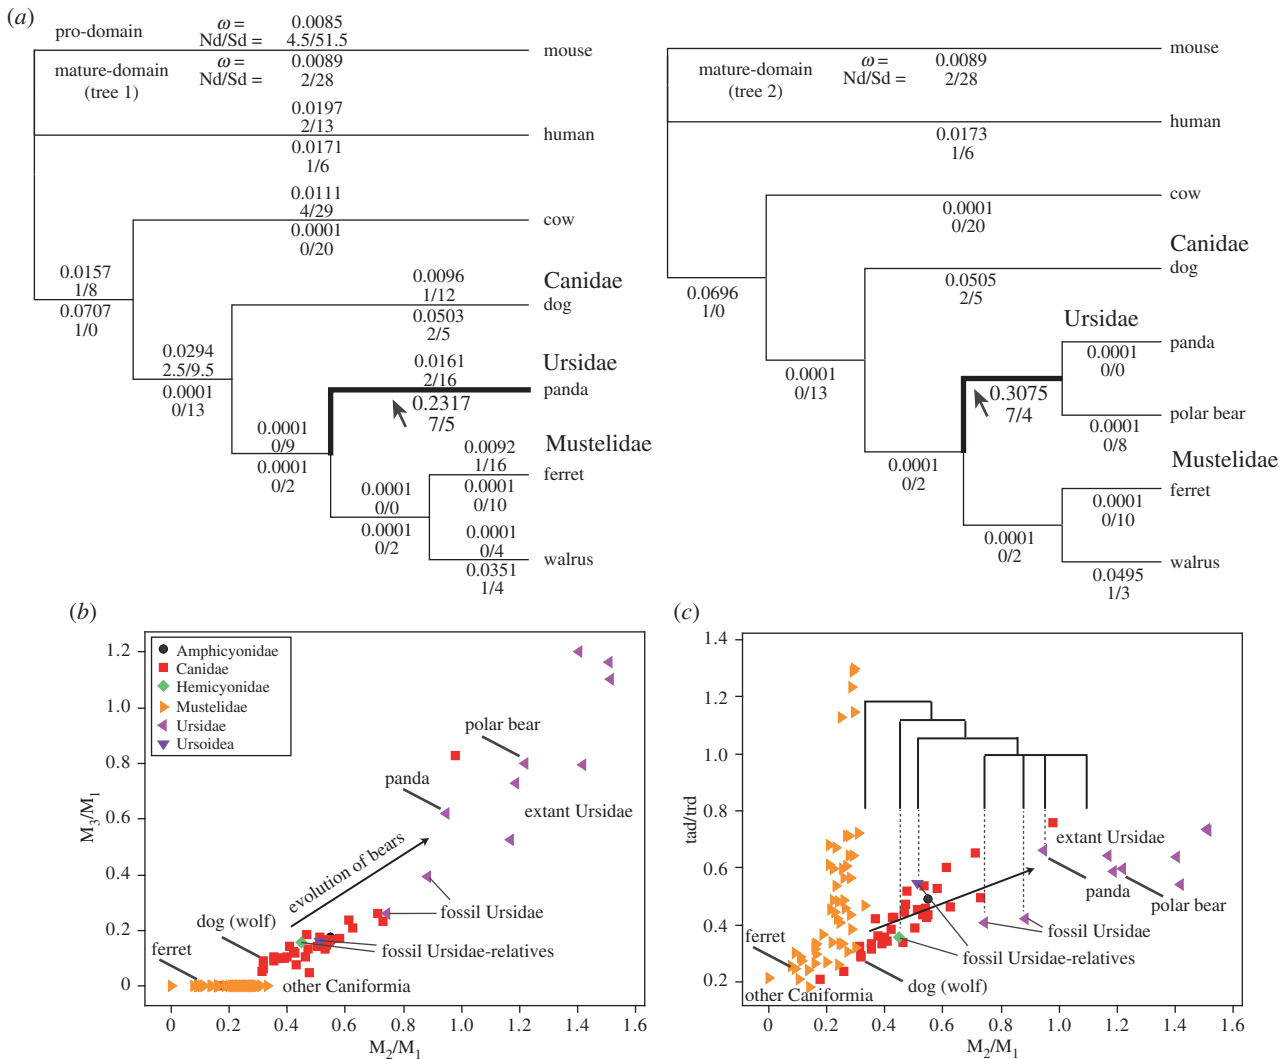 (a)
pro-domain
ω =
0.0085
Nd/Sd =
4.5/51.5
mouse
mature-domain
(tree 1)
ω =
0.0089
Nd/Sd =
2/28
0.0197
2/13
human
0.0171
1/6
0.0111
4/29
cow
0.0001
0/20
0.0157
1/8
0.0707
1/0
Canidae
0.0096
1/12
dog
0.0503
2/5
0.0294
2.5/9.5
0.0001
0/13
Ursidae
0.0161
2/16
panda
0.2317
7/5
0.0001
0/9
0.0001
0/2
Mustelidae
0.0092
1/16
ferret
0.0001
0/10
0.0001
0/0
0.0001
0/2
0.0001
0/4
walrus
0.0351
1/4
mouse
mature-domain
(tree 2)
ω =
0.0089
Nd/Sd =
2/28
human
0.0173
1/6
cow
0.0001
0/20
Canidae
dog
0.0505
2/5
0.0696
1/0
0.0001
0/13
Ursidae
panda
0.0001
0/0
0.3075
7/4
polar bear
0.0001
0/8
0.0001
0/2
Mustelidae
ferret
0.0001
0/10
0.0001
0/2
walrus
0.0495
1/3
(b)
Amphicyonidae
Canidae
Hemicyonidae
Mustelidae
Ursidae
Ursoidea
polar bear
panda
extant Ursidae
evolution of bears
fossil Ursidae
dog (wolf)
fossil Ursidae-relatives
ferret
other Caniformia
1.2
1.0
0.8
0.6
0.4
0.2
0
M3/M1
0 0.2 0.4 0.6 0.8 1.0 1.2 1.4 1.6
M2/M1
(c)
1.4
1.2
1.0
0.8
0.6
0.4
0.2
tad/trd
extant Ursidae
panda
polar bear
fossil Ursidae
fossil Ursidae-relatives
ferret
dog (wolf)
other Caniformia
0 0.2 0.4 0.6 0.8 1.0 1.2 1.4 1.6
M2/M1